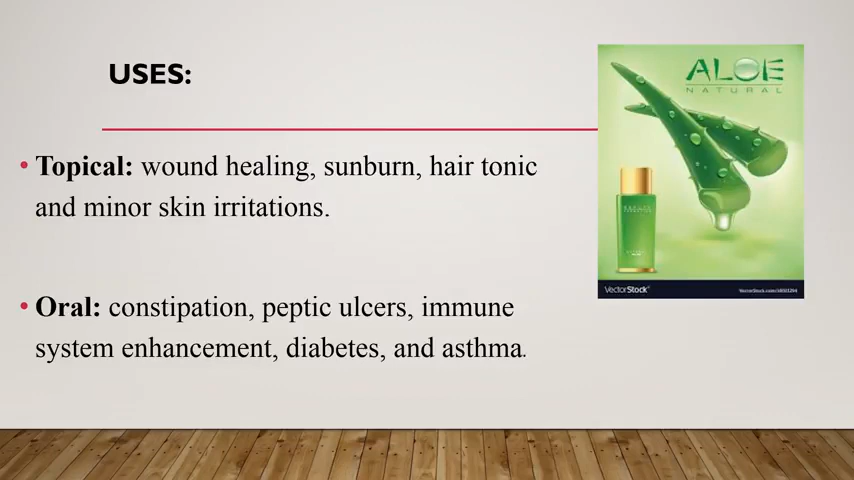 USES:
ALOE
NATURAL
• Topical: wound healing, sunburn, hair tonic
and minor skin irritations.
• Oral: constipation, peptic ulcers, immune
system enhancement, diabetes, and asthma.
VectorStock®